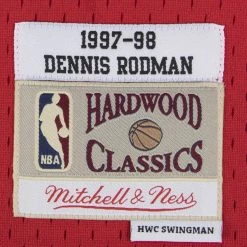 1997-98
DENNIS RODMAN
NBA
HARDWOOD
CLASSICS
Mitchell & Ness
HWC SWINGMAN